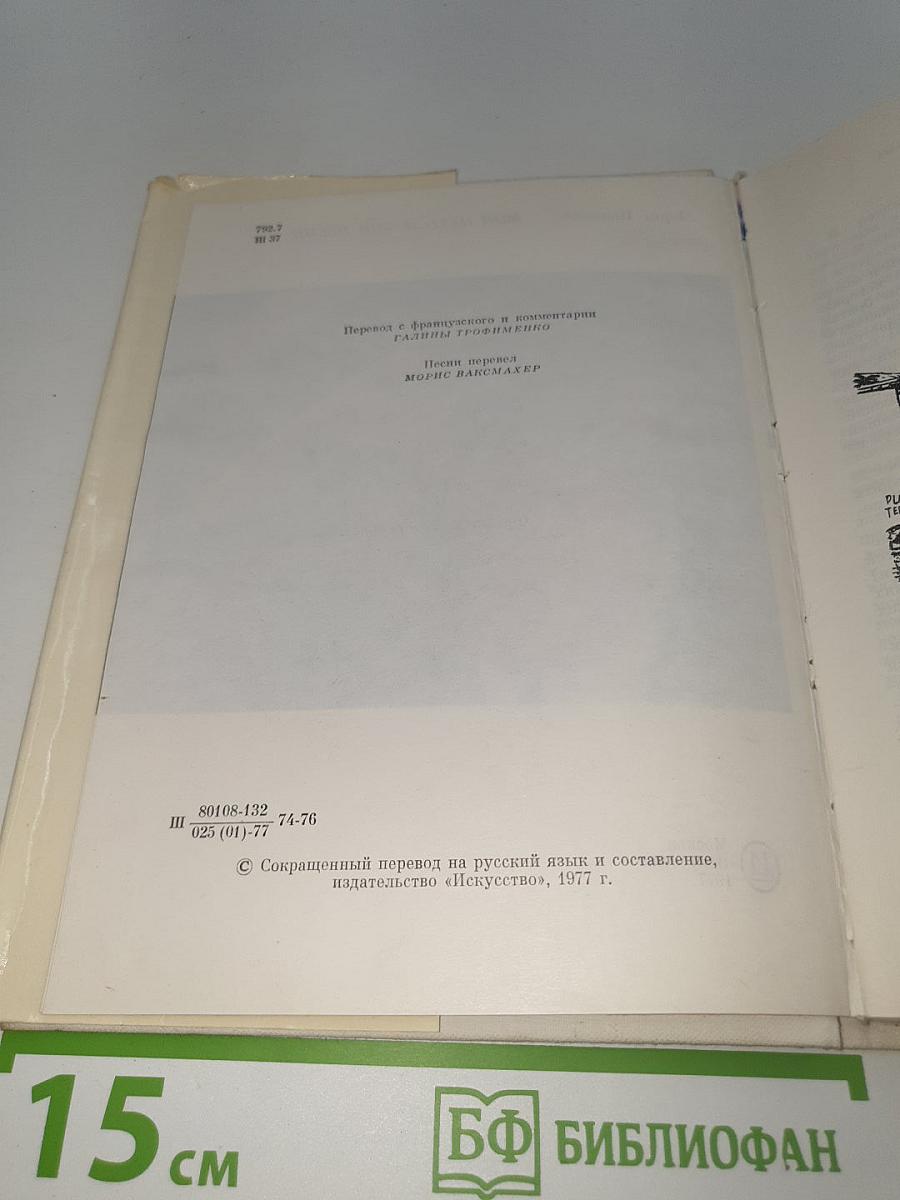 792.7
Ш 37
Перевод с французского и комментарии
ГАЛИНЫ ТРОФИМЕНКО
Песни перевел
МОРИС ВАКСМАХЕР
Ш 80108-132 74-76
025 (01)-77
© Сокращенный перевод на русский язык и составление,
издательство «Искусство», 1977 г.
15 см
БФ БИБЛИОФАН